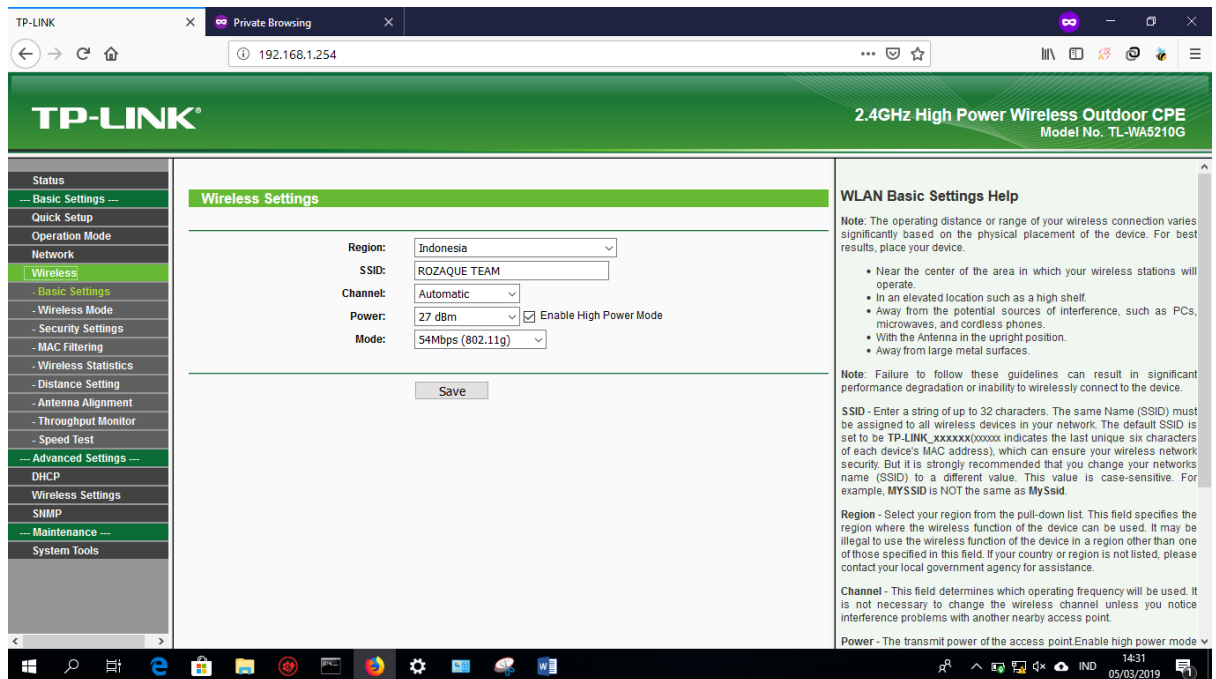 TP-LINK
Private Browsing
192.168.1.254
TP-LINK®
2.4GHz High Power Wireless Outdoor CPE
Model No. TL-WA5210G
Status
--- Basic Settings ---
Quick Setup
Operation Mode
Network
Wireless
- Basic Settings
- Wireless Mode
- Security Settings
- MAC Filtering
- Wireless Statistics
- Distance Setting
- Antenna Alignment
- Throughput Monitor
- Speed Test
--- Advanced Settings ---
DHCP
Wireless Settings
SNMP
--- Maintenance ---
System Tools
Wireless Settings
Region: Indonesia
SSID: ROZAQUE TEAM
Channel: Automatic
Power: 27 dBm Enable High Power Mode
Mode: 54Mbps (802.11g)
Save
WLAN Basic Settings Help
Note: The operating distance or range of your wireless connection varies
significantly based on the physical placement of the device. For best
results, place your device.
• Near the center of the area in which your wireless stations will
operate.
• In an elevated location such as a high shelf.
• Away from the potential sources of interference, such as PCs,
microwaves, and cordless phones.
• With the Antenna in the upright position.
• Away from large metal surfaces.
Note: Failure to follow these guidelines can result in significant
performance degradation or inability to wirelessly connect to the device.
SSID - Enter a string of up to 32 characters. The same Name (SSID) must
be assigned to all wireless devices in your network. The default SSID is
set to be TP-LINK_xxxxxx(xxxxxx indicates the last unique six characters
of each device's MAC address), which can ensure your wireless network
security. But it is strongly recommended that you change your networks
name (SSID) to a different value. This value is case-sensitive. For
example, MYSSID is NOT the same as MySsid.
Region - Select your region from the pull-down list. This field specifies the
region where the wireless function of the device can be used. It may be
illegal to use the wireless function of the device in a region other than one
of those specified in this field. If your country or region is not listed, please
contact your local government agency for assistance.
Channel - This field determines which operating frequency will be used. It
is not necessary to change the wireless channel unless you notice
interference problems with another nearby access point.
Power - The transmit power of the access point.Enable high power mode
IND
14:31
05/03/2019